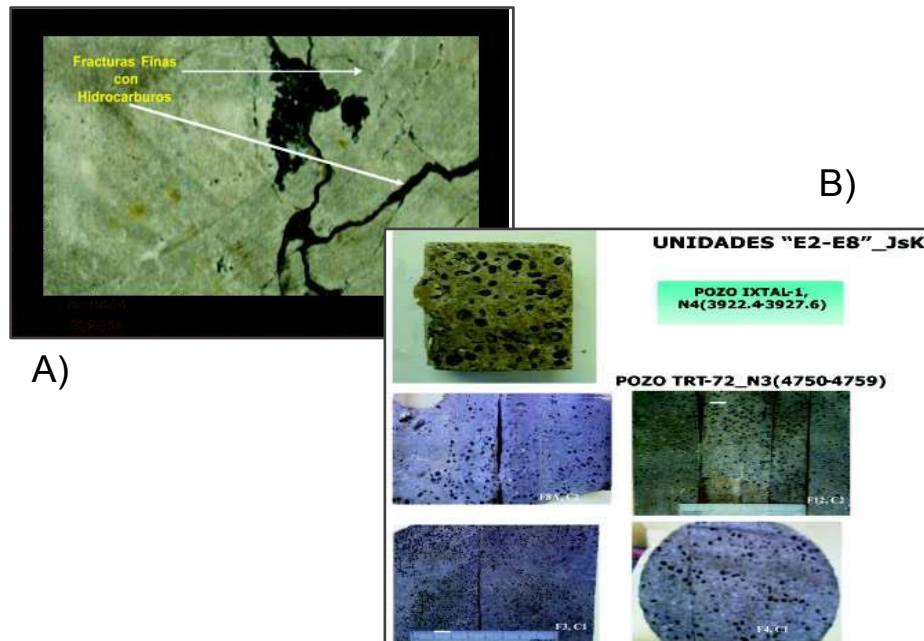 Fracturas Finas
con
Hidrocarburos
A)
B)
UNIDADES “E2-E8”_JsK
POZO IXTAL-1,
N4(3922.4-3927.6)
POZO TRT-72_N3(4750-4759)
C2
F12, C2
F3, C1
F4, C1